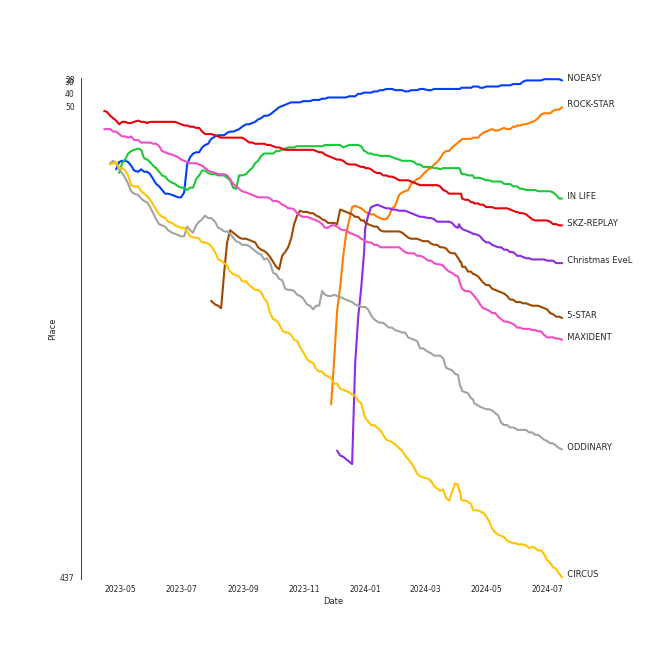 40
50
437
Place
NOEASY
ROCK-STAR
IN LIFE
SKZ-REPLAY
Christmas EveL
5-STAR
MAXIDENT
ODDINARY
CIRCUS
2023-05 2023-07 2023-09 2023-11 2024-01 2024-03 2024-05 2024-07
Date